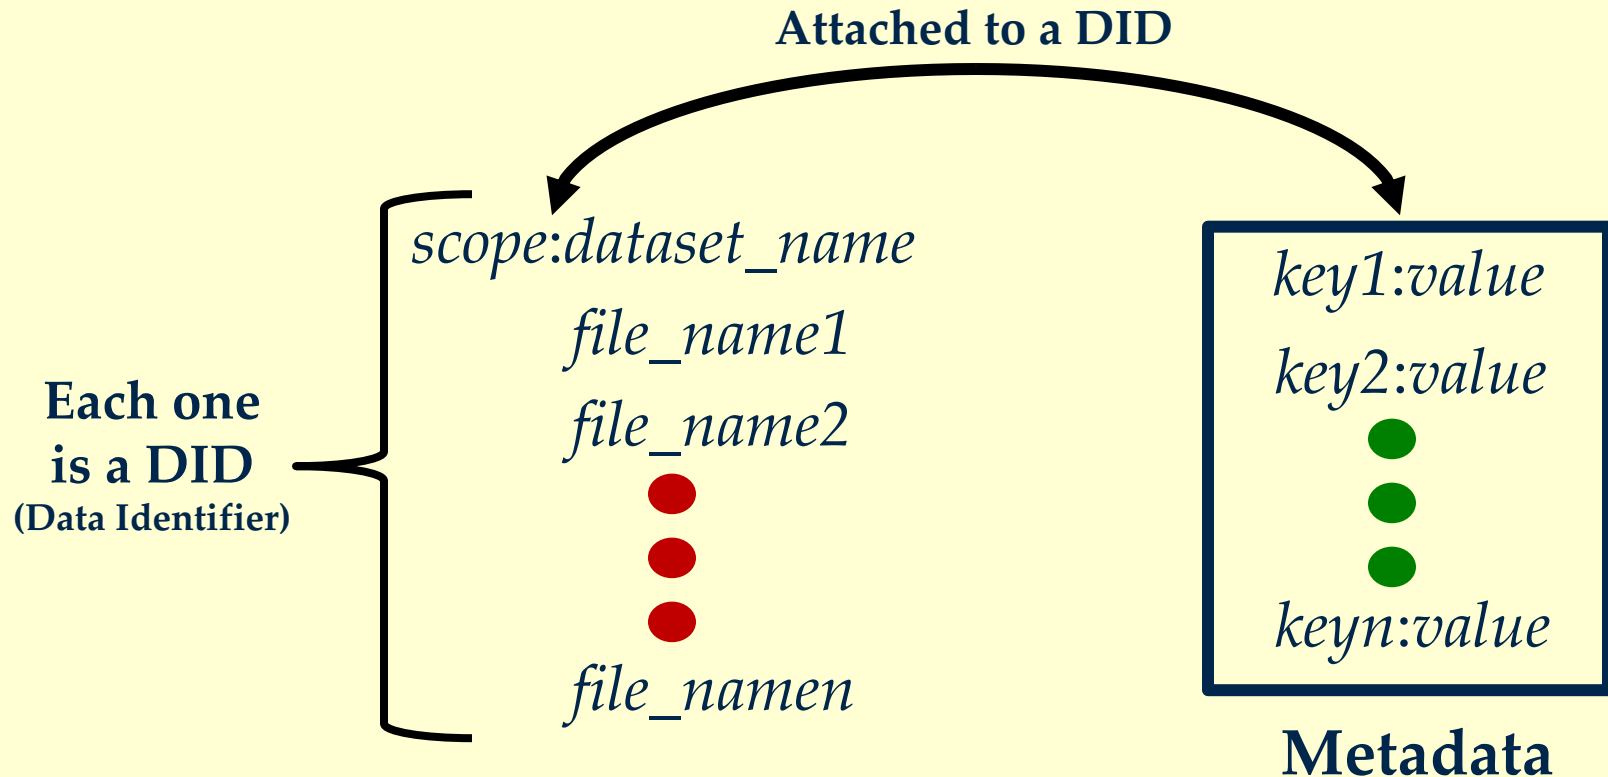 Attached to a DID
scope:dataset_name
file_name1
file_name2
file_namen
Each one
is a DID
(Data Identifier)
key1:value
key2:value
keyn:value
Metadata